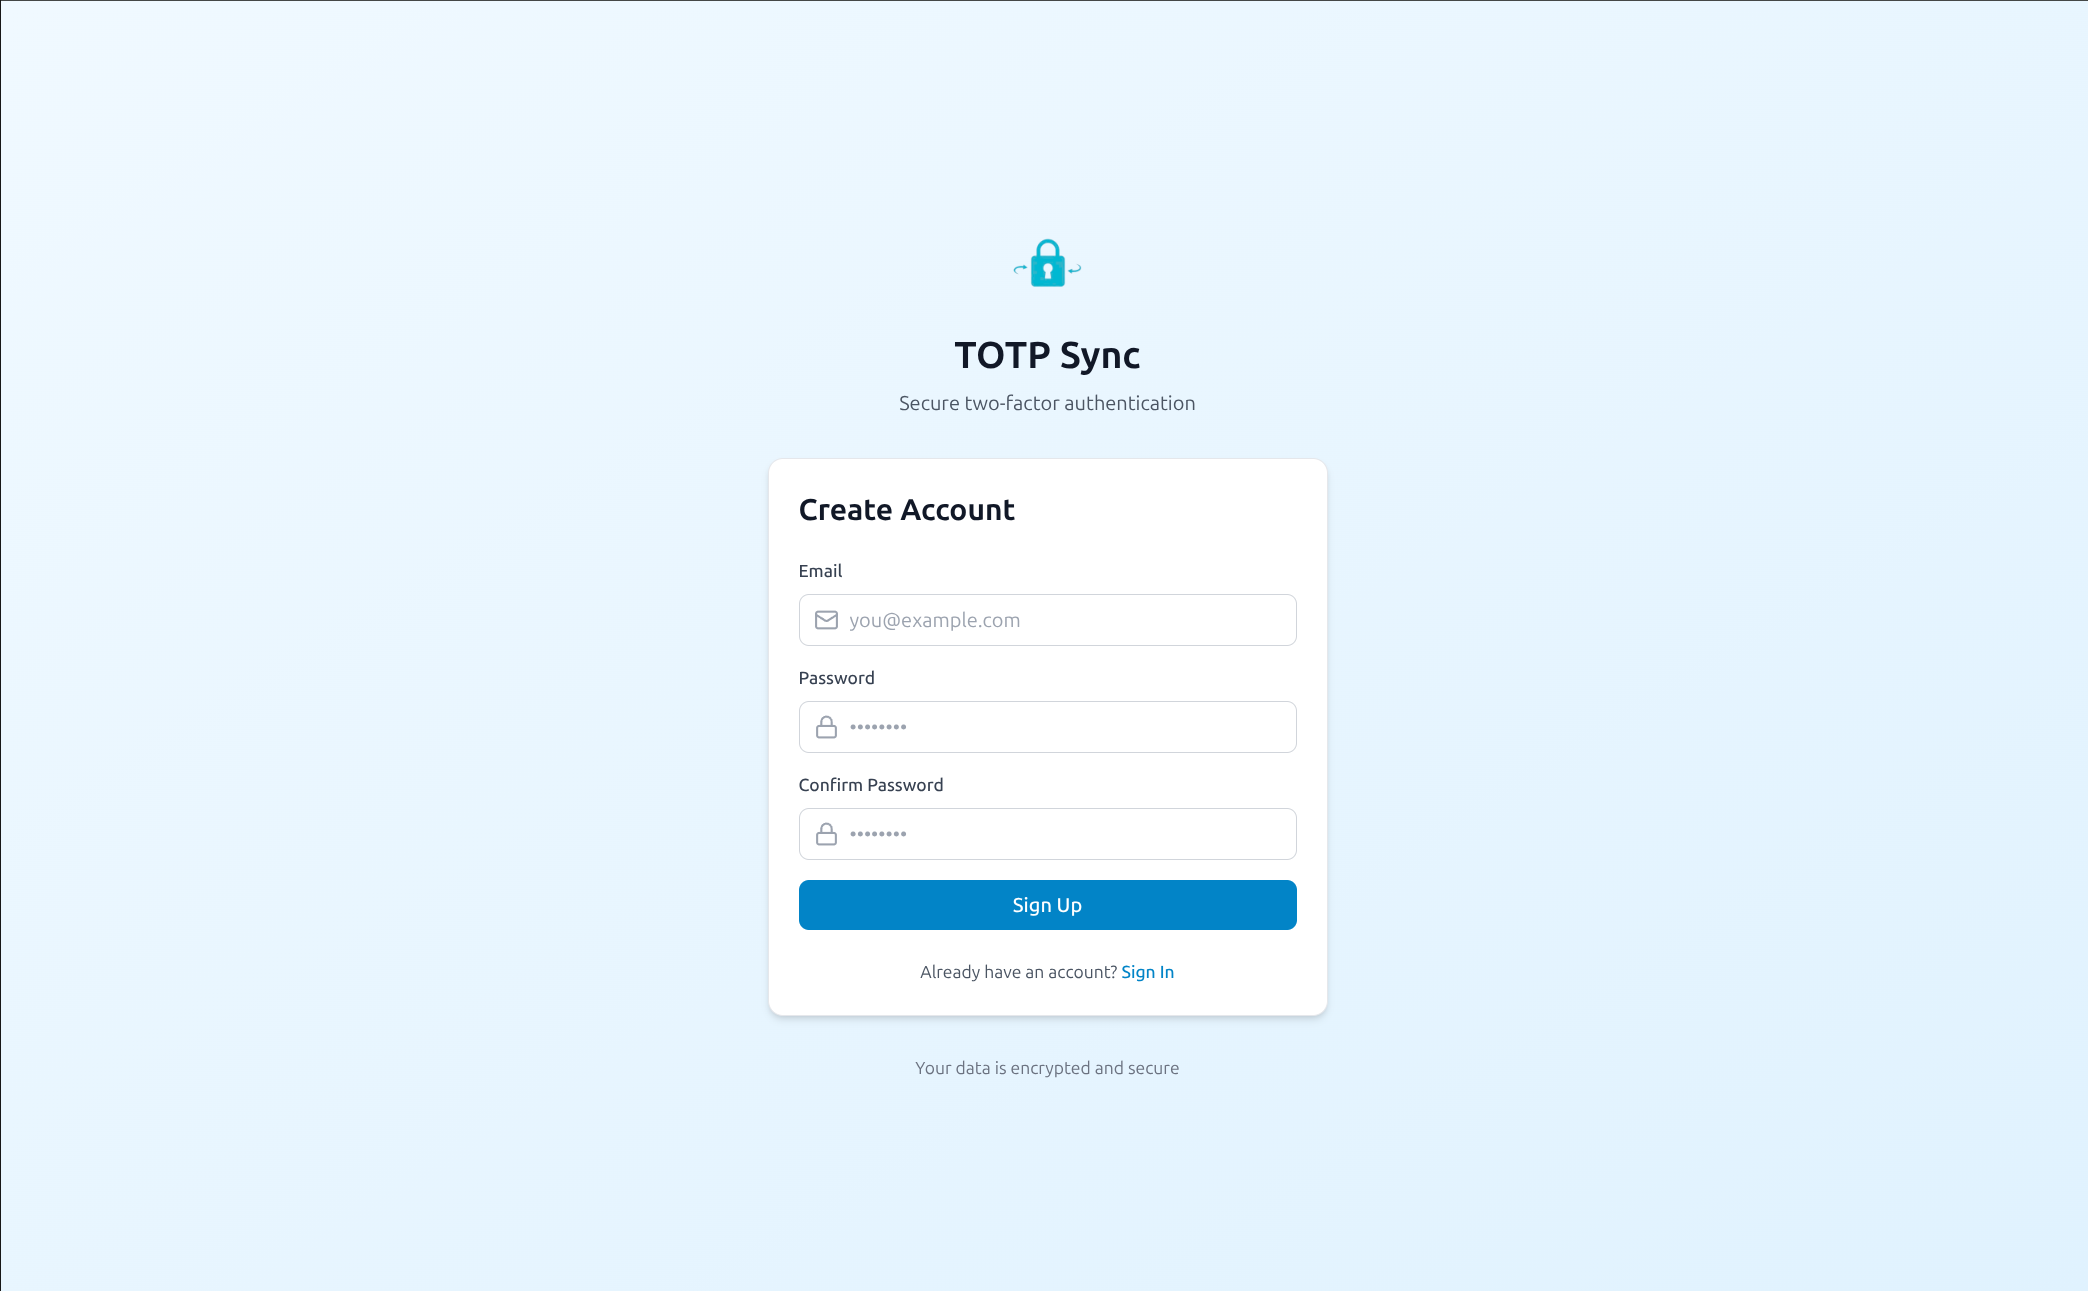 TOTP Sync
Secure two-factor authentication
Create Account
Email
you@example.com
Password
••••••••
Confirm Password
••••••••
Sign Up
Already have an account? Sign In
Your data is encrypted and secure